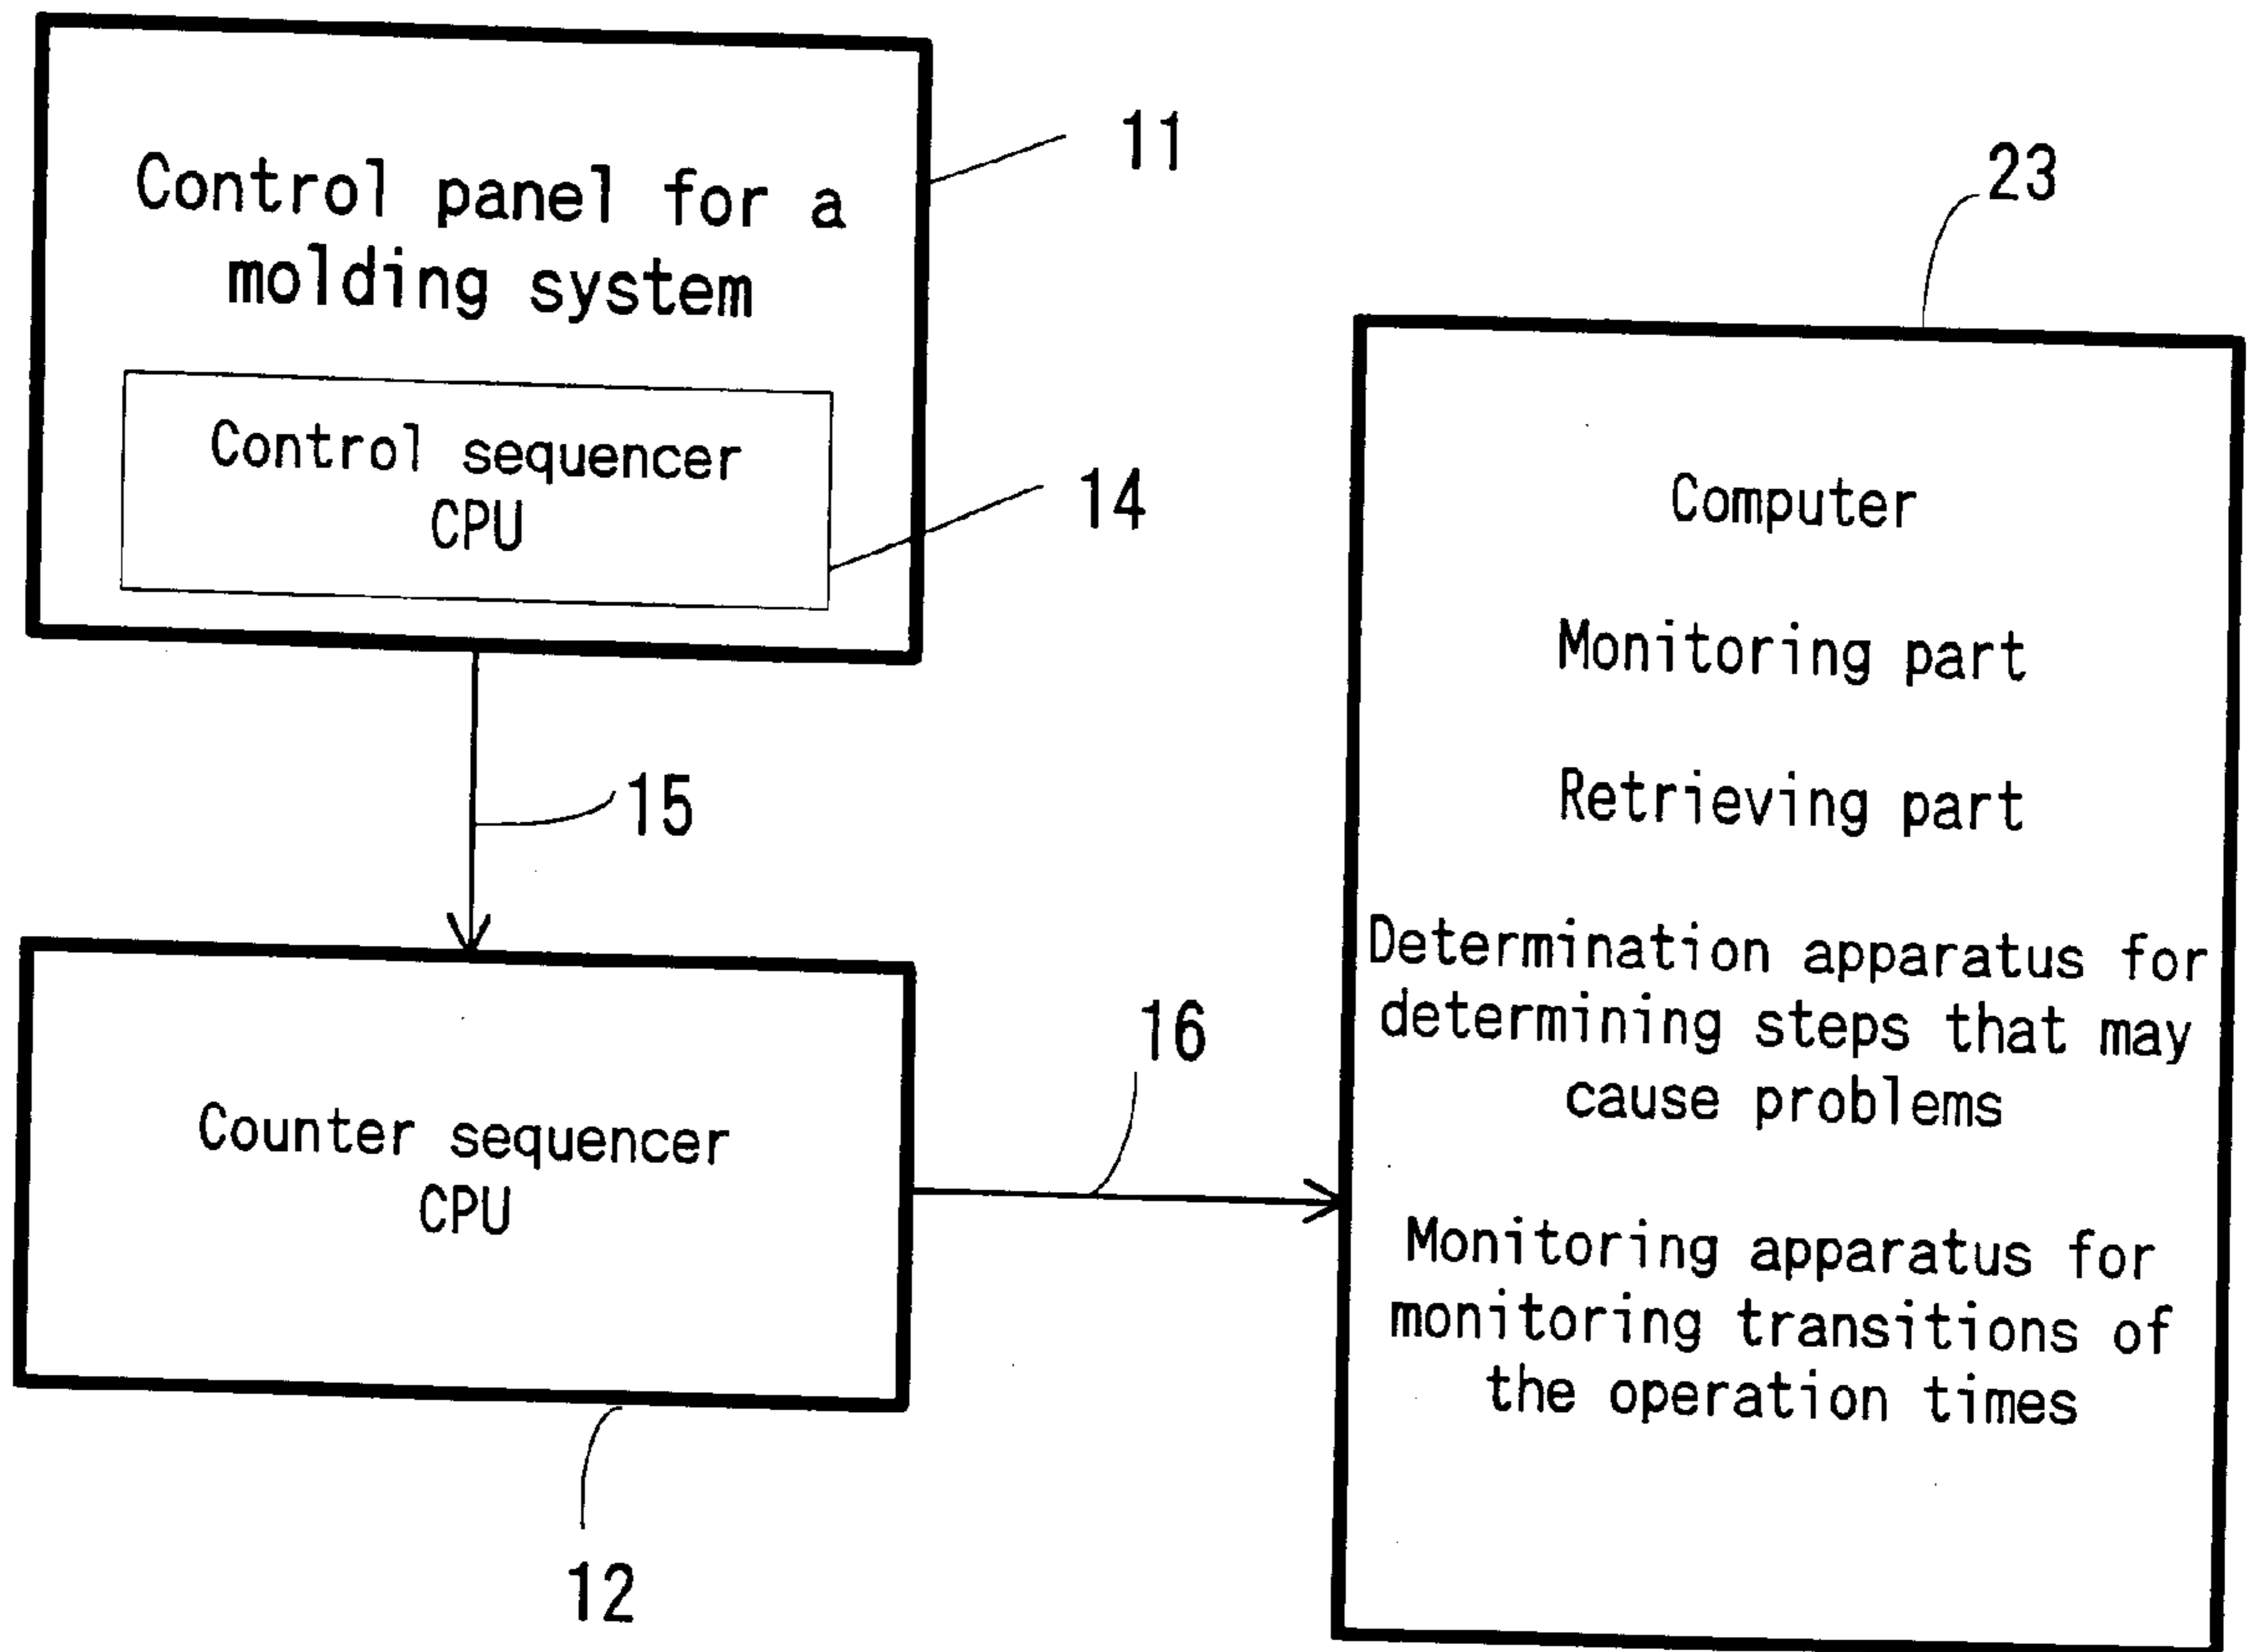 Control panel for a
molding system
11
Control sequencer
CPU
14
15
Counter sequencer
CPU
12
16
23
Computer
Monitoring part
Retrieving part
Determination apparatus for
determining steps that may
cause problems
Monitoring apparatus for
monitoring transitions of
the operation times